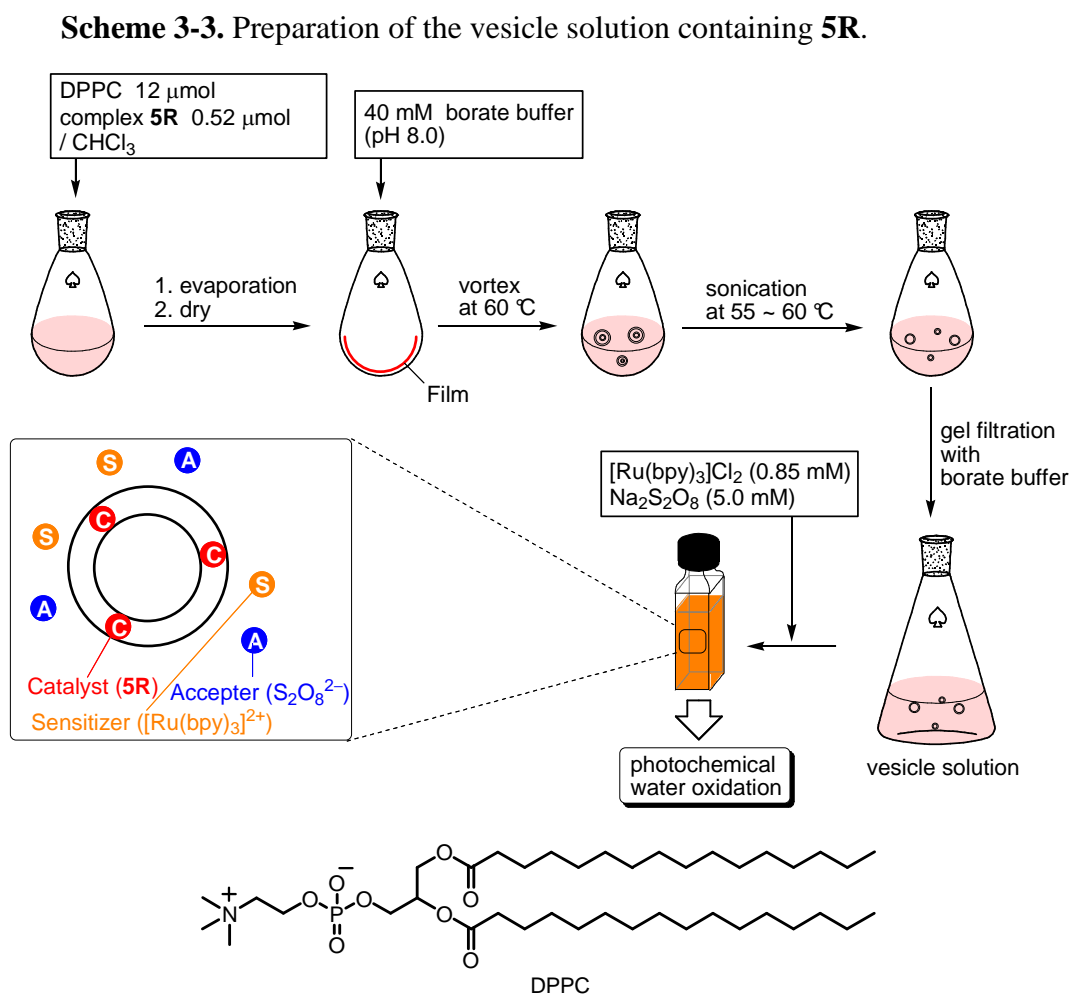 Scheme 3-3. Preparation of the vesicle solution containing 5R.
DPPC 12 μmol
complex 5R 0.52 μmol
/ CHCl₃
40 mM borate buffer
(pH 8.0)
1. evaporation
2. dry
vortex
at 60 ℃
sonication
at 55 ~ 60 ℃
Film
gel filtration
with
borate buffer
[Ru(bpy)₃]Cl₂ (0.85 mM)
Na₂S₂O₈ (5.0 mM)
S
A
C
S
C
S
A
C
A
Catalyst (5R)
Accepter (S₂O₈²⁻)
Sensitizer ([Ru(bpy)₃]²⁺)
vesicle solution
photochemical
water oxidation
O
O
O⁻
O
P
O
O
O
N⁺
O
O
DPPC